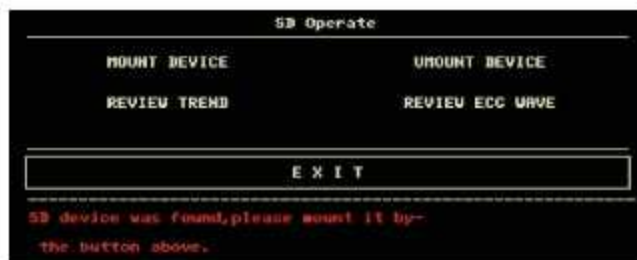 SD Operate
MOUNT DEVICE UMOUNT DEVICE
REVIEW TREND REVIEW ECG WAVE
E X I T
SD device was found,please mount it by-
the button above.